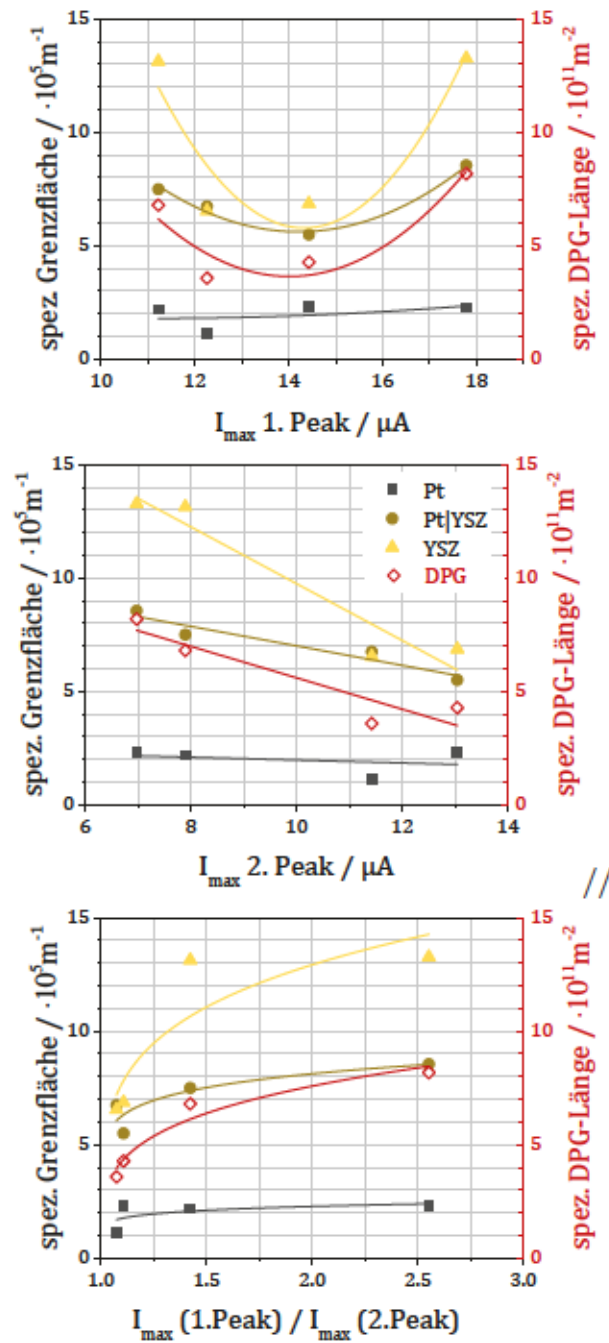 15
10
5
0
spez. Grenzfläche / ·10⁵m⁻¹
15
10
5
0
spez. DPG-Länge / ·10¹¹m⁻²
10 12 14 16 18
I_max 1. Peak / µA
15
10
5
0
spez. Grenzfläche / ·10⁵m⁻¹
Pt
Pt|YSZ
YSZ
DPG
15
10
5
0
spez. DPG-Länge / ·10¹¹m⁻²
6 8 10 12 14
I_max 2. Peak / µA
//
15
10
5
0
spez. Grenzfläche / ·10⁵m⁻¹
15
10
5
0
spez. DPG-Länge / ·10¹¹m⁻²
1.0 1.5 2.0 2.5 3.0
I_max (1.Peak) / I_max (2.Peak)